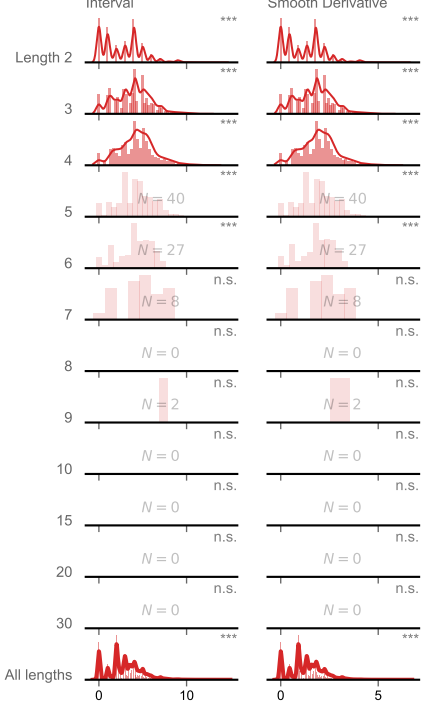 Interval Smooth Derivative
*** ***
Length 2
*** ***
3
*** ***
4
*** ***
5 N = 40 N = 40
*** ***
6 N = 27 N = 27
n.s. n.s.
7 N = 8 N = 8
n.s. n.s.
N = 0 N = 0
8
n.s. n.s.
N = 2 N = 2
9
n.s. n.s.
N = 0 N = 0
10
n.s. n.s.
N = 0 N = 0
15
n.s. n.s.
N = 0 N = 0
20
n.s. n.s.
N = 0 N = 0
30
*** ***
All lengths
0 10 0 5